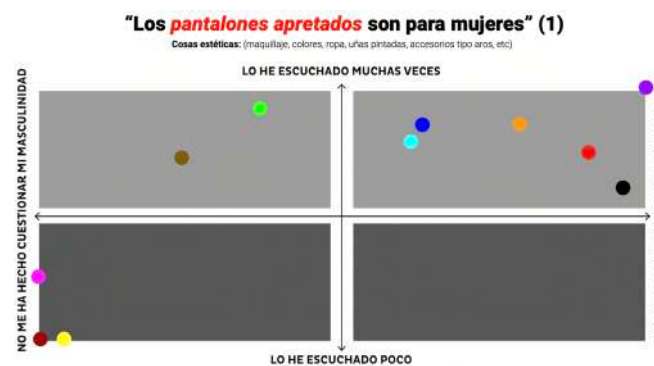 “Los pantalones apretados son para mujeres” (1)
Cosas estéticas: (maquillaje, colores, ropa, uñas pintadas, accesorios tipo aros, etc)
LO HE ESCUCHADO MUCHAS VECES
NO ME HA HECHO CUESTIONAR MI MASCULINIDAD
LO HE ESCUCHADO POCO